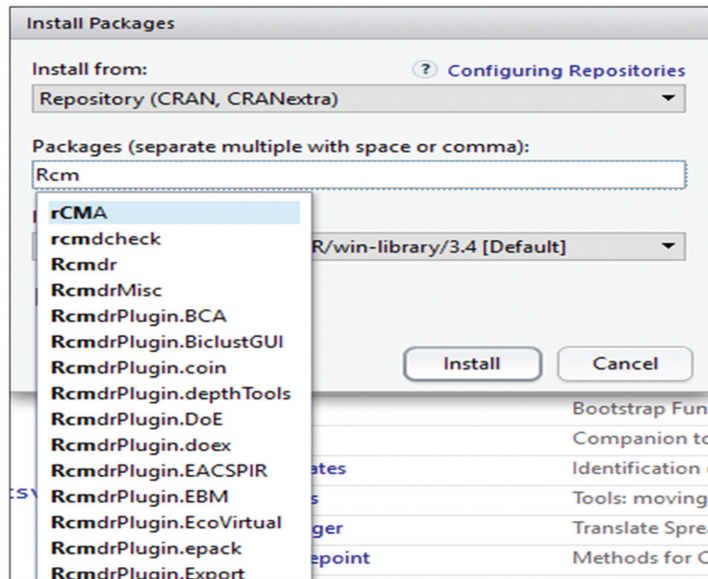 Install Packages
Install from:
? Configuring Repositories
Repository (CRAN, CRANextra)
Packages (separate multiple with space or comma):
Rcm
rCMA
rcmdcheck
R/win-library/3.4 [Default]
Rcmdr
RcmdrMisc
RcmdrPlugin.BCA
RcmdrPlugin.BiclustGUI
RcmdrPlugin.coin
Install Cancel
RcmdrPlugin.depthTools
RcmdrPlugin.DoE
Bootstrap Fun
RcmdrPlugin.doex
Companion to
RcmdrPlugin.EACSPIR
ates Identification
RcmdrPlugin.EBM
s Tools: moving
RcmdrPlugin.EcoVirtual
ger Translate Spre
RcmdrPlugin.epack
epoint Methods for C
RcmdrPlugin.Export